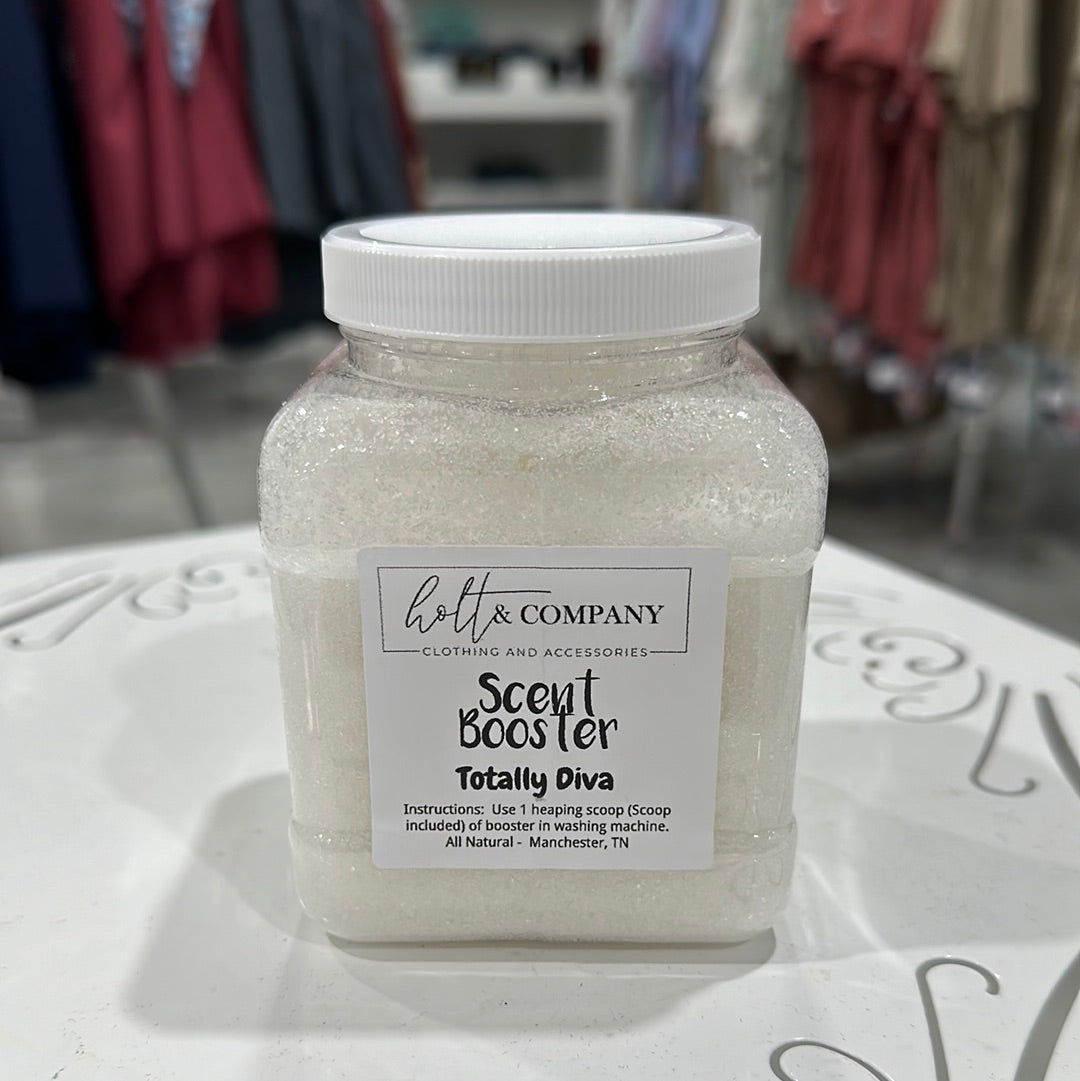 holt & COMPANY
CLOTHING AND ACCESSORIES
Scent
Booster
Totally Diva
Instructions: Use 1 heaping scoop (Scoop
included) of booster in washing machine.
All Natural - Manchester, TN